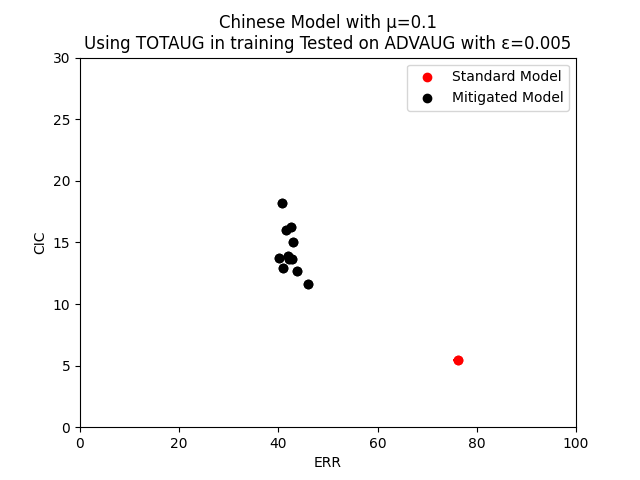 Chinese Model with μ=0.1
Using TOTAUG in training Tested on ADVAUG with ε=0.005
Standard Model
Mitigated Model
30
25
20
15
10
5
0
CIC
0 20 40 60 80 100
ERR